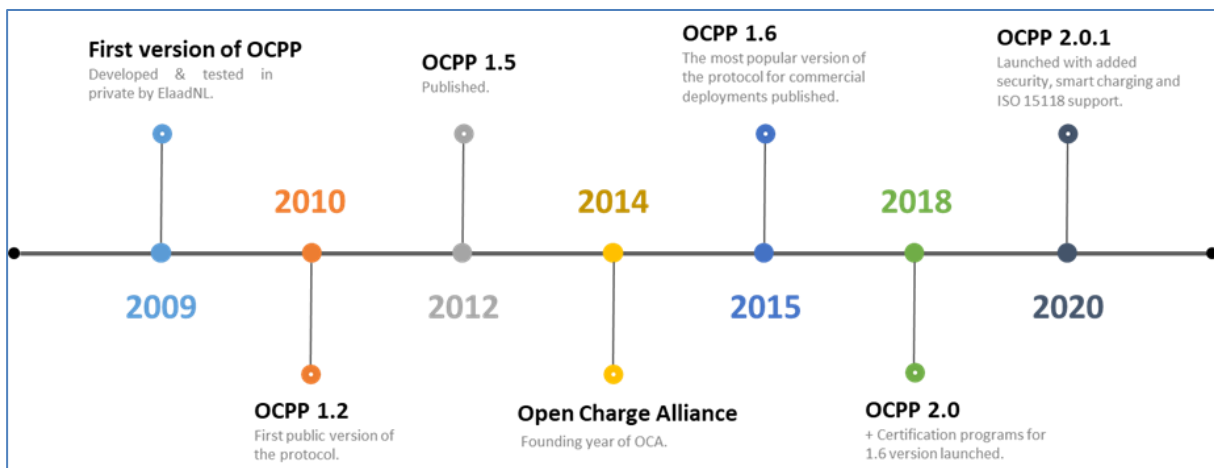 First version of OCPP
Developed & tested in
private by ElaadNL.
2009
2010
OCPP 1.2
First public version of
the protocol.
OCPP 1.5
Published.
2012
2014
Open Charge Alliance
Founding year of OCA.
OCPP 1.6
The most popular version of
the protocol for commercial
deployments published.
2015
2018
OCPP 2.0
+ Certification programs for
1.6 version launched.
OCPP 2.0.1
Launched with added
security, smart charging and
ISO 15118 support.
2020